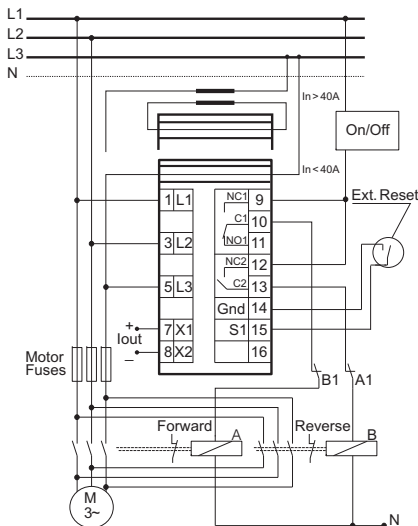 L1
L2
L3
N
In > 40A
On/Off
In < 40A
Ext. Reset
1 L1
NC1 9
C1 10
3 L2
NO1 11
NC2 12
5 L3
C2 13
Gnd 14
+
Iout
–
7 X1
S1 15
8 X2
16
Motor
Fuses
B1
A1
Forward
A
Reverse
B
M
3~
N